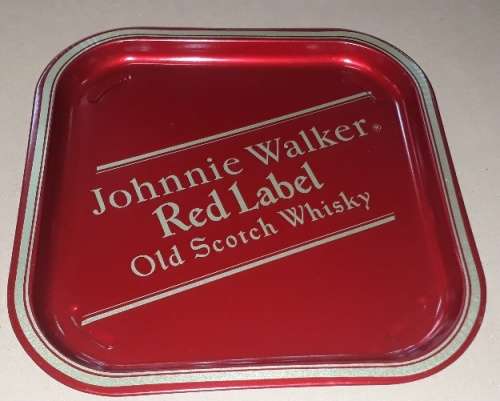 Johnnie Walker®
Red Label
Old Scotch Whisky